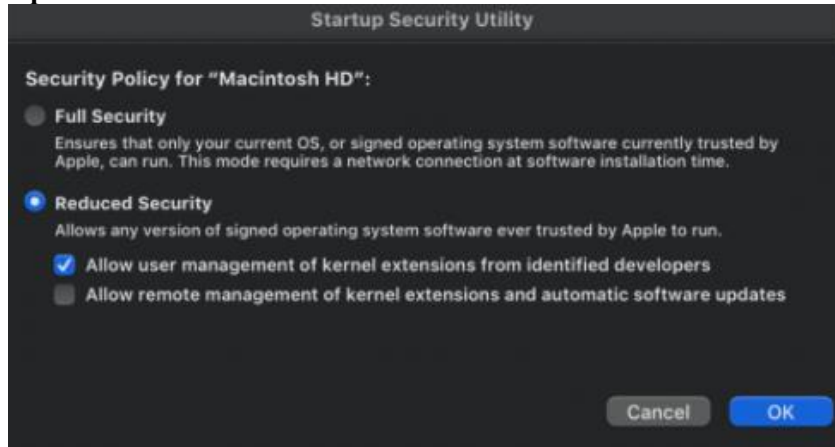 Startup Security Utility
Security Policy for "Macintosh HD":
Full Security
Ensures that only your current OS, or signed operating system software currently trusted by
Apple, can run. This mode requires a network connection at software installation time.
Reduced Security
Allows any version of signed operating system software ever trusted by Apple to run.
Allow user management of kernel extensions from identified developers
Allow remote management of kernel extensions and automatic software updates
Cancel OK